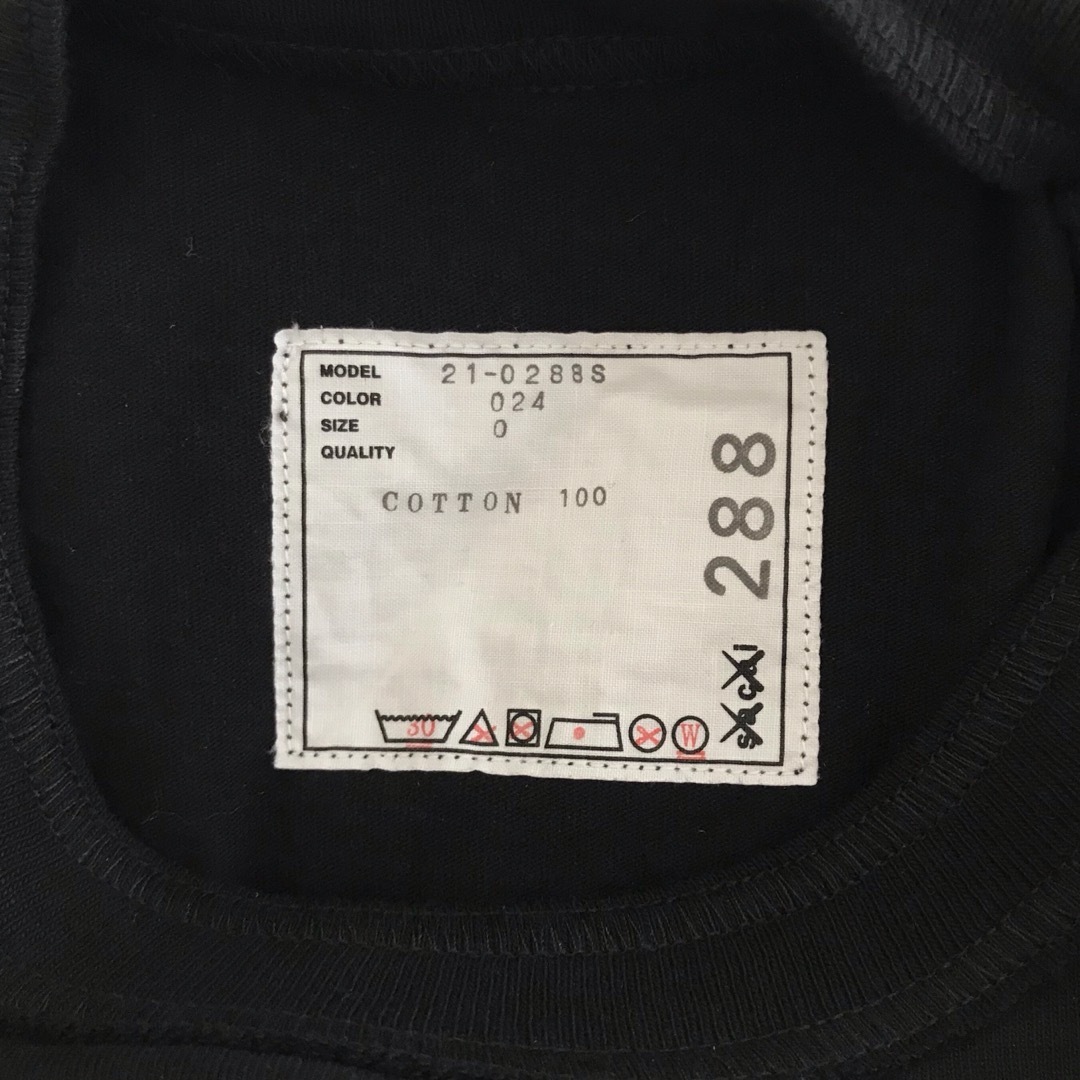 MODEL 21-0288S
COLOR 024
SIZE 0
QUALITY
COTTON 100
288
sacai
30
W